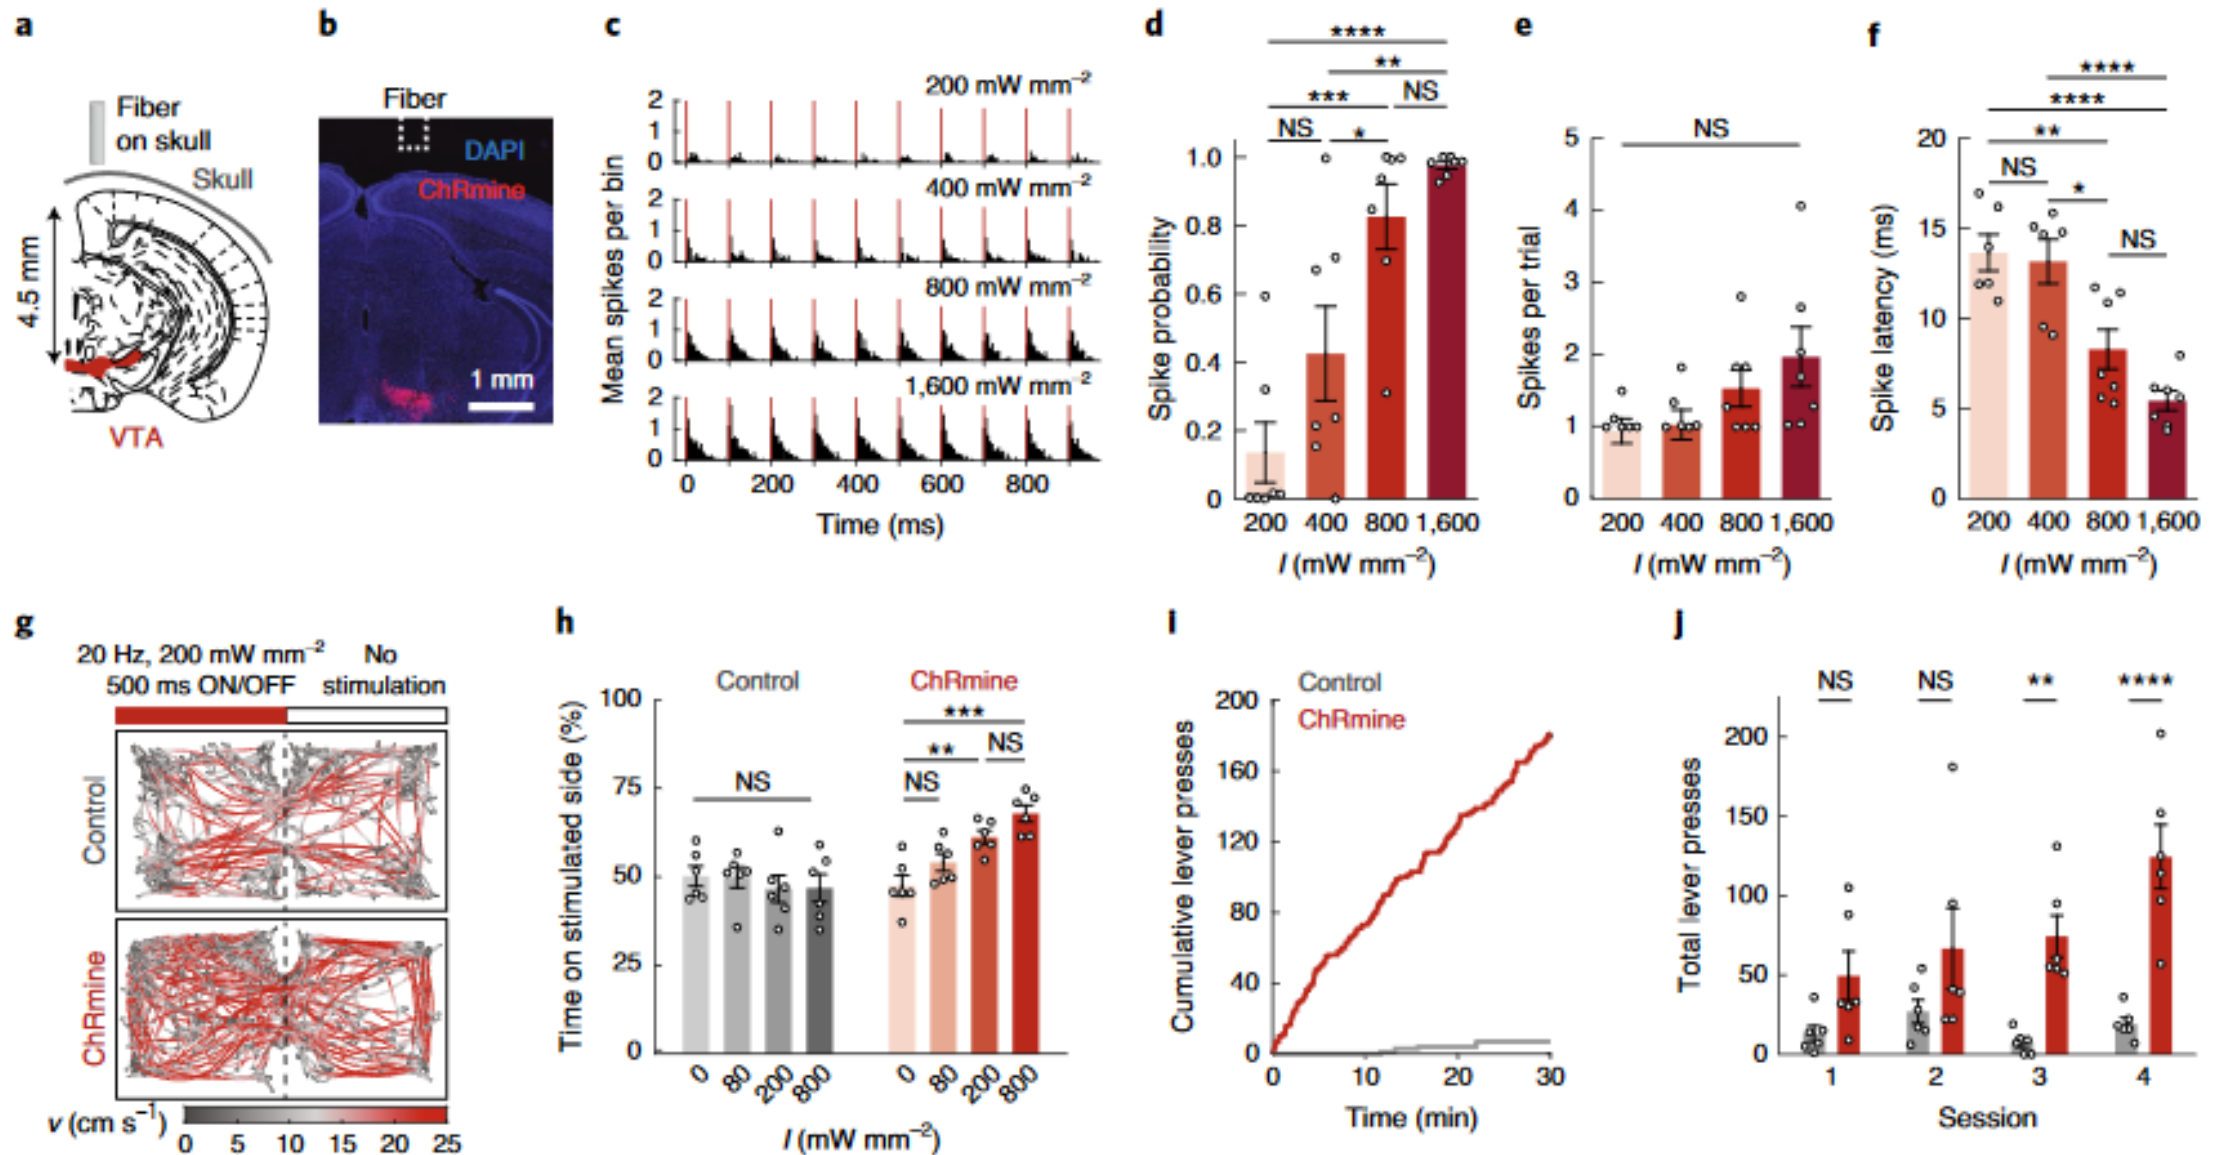 a
Fiber
on skull
Skull
4.5 mm
VTA
b
Fiber
DAPI
ChRmine
1 mm
c
Mean spikes per bin
200 mW mm⁻²
2
1
0
400 mW mm⁻²
2
1
0
800 mW mm⁻²
2
1
0
1,600 mW mm⁻²
2
1
0
0 200 400 600 800
Time (ms)
d
****
**
*** NS
NS *
Spike probability
1.0
0.8
0.6
0.4
0.2
0
200 400 800 1,600
I (mW mm⁻²)
e
NS
Spikes per trial
5
4
3
2
1
0
200 400 800 1,600
I (mW mm⁻²)
f
****
****
**
NS *
NS
Spike latency (ms)
20
15
10
5
0
200 400 800 1,600
I (mW mm⁻²)
g
20 Hz, 200 mW mm⁻² No
500 ms ON/OFF stimulation
Control
ChRmine
v (cm s⁻¹)
0 5 10 15 20 25
h
Control ChRmine
***
** NS
NS NS
Time on stimulated side (%)
100
75
50
25
0
0 80 200 800 0 80 200 800
I (mW mm⁻²)
i
Control
ChRmine
Cumulative lever presses
200
160
120
80
40
0
0 10 20 30
Time (min)
j
NS NS ** ****
Total lever presses
200
150
100
50
0
1 2 3 4
Session